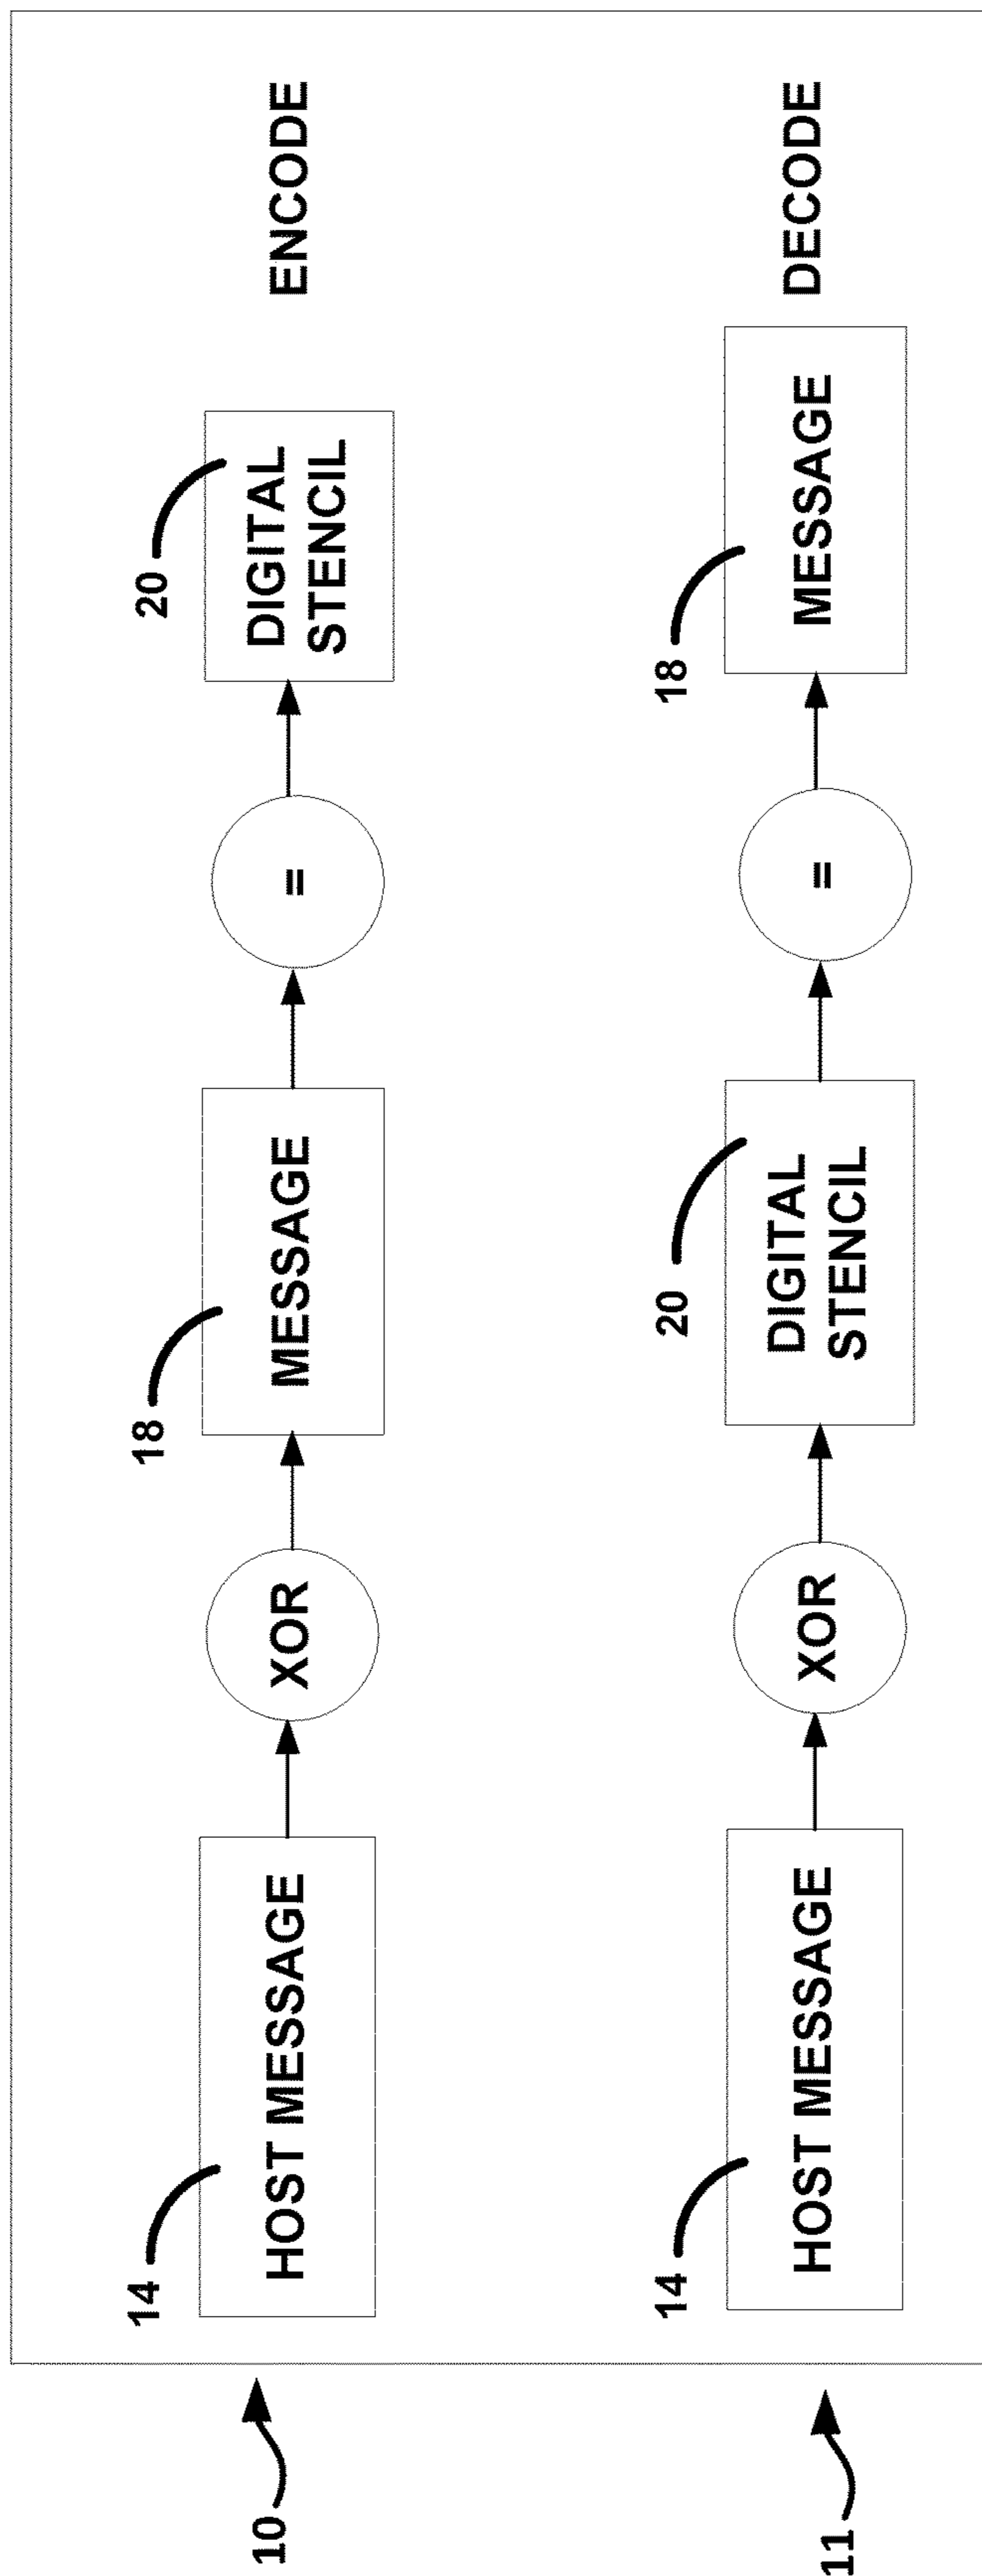 10
14
HOST MESSAGE
XOR
18
MESSAGE
=
20
DIGITAL
STENCIL
ENCODE
11
14
HOST MESSAGE
XOR
20
DIGITAL
STENCIL
=
18
MESSAGE
DECODE